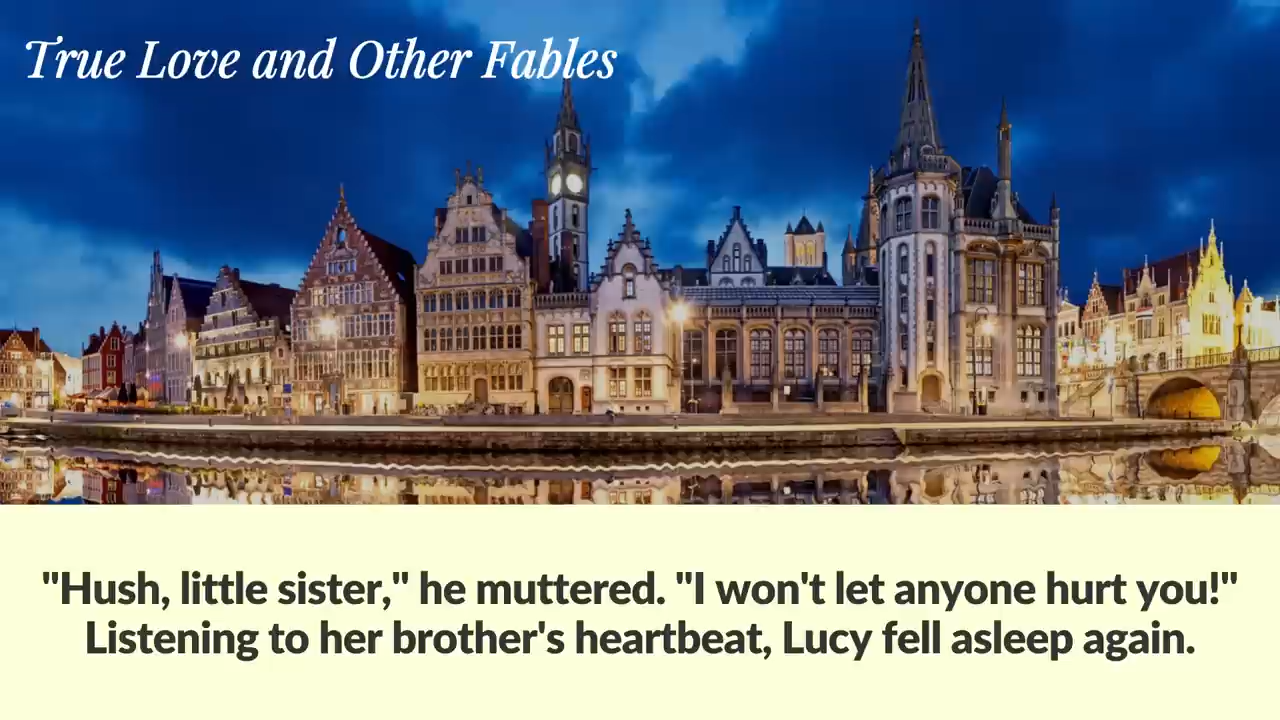 True Love and Other Fables
"Hush, little sister," he muttered. "I won't let anyone hurt you!"
Listening to her brother's heartbeat, Lucy fell asleep again.